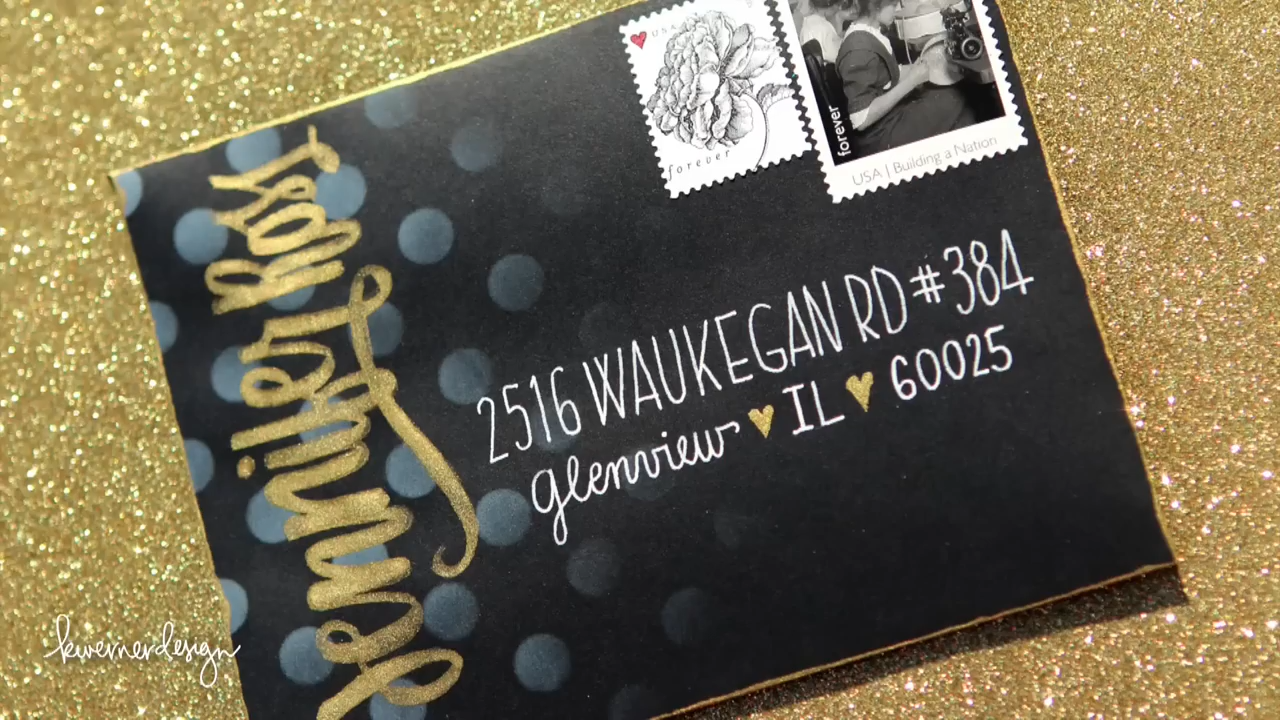 USA
forever
forever
USA | Building a Nation
Jennifer Ross
2516 WAUKEGAN RD #384
glenview IL 60025
kwernerdesign